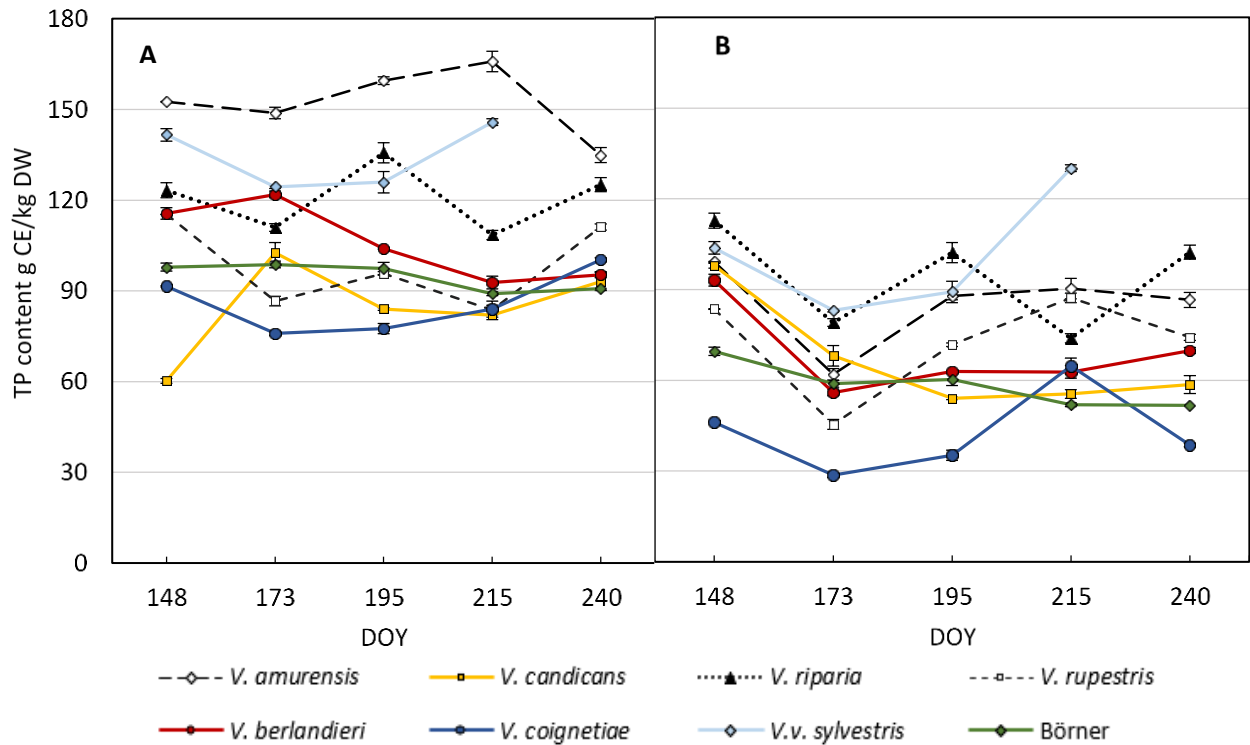 180
150
120
90
60
30
0
TP content g CE/kg DW
A
B
148 173 195 215 240
148 173 195 215 240
DOY
DOY
V. amurensis V. candicans V. riparia V. rupestris
V. berlandieri V. coignetiae V.v. sylvestris Börner